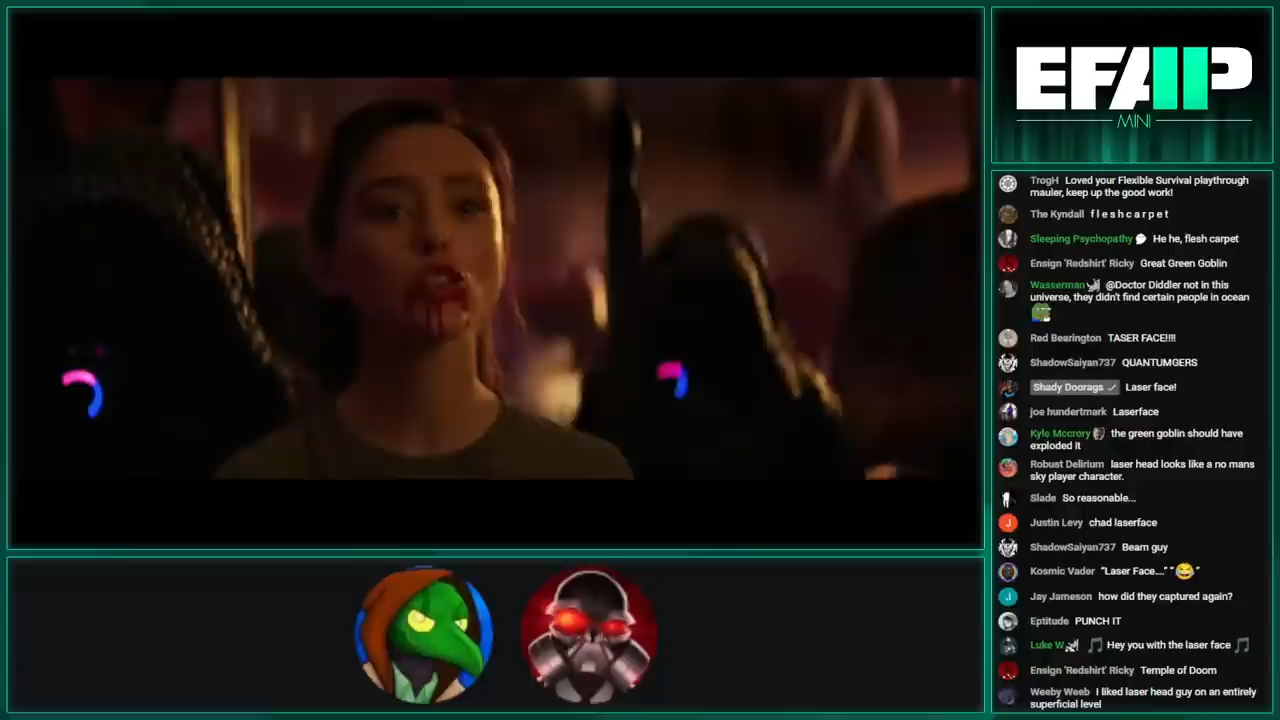 EFAP
MINI
TrogH Loved your Flexible Survival playthrough
mauler, keep up the good work!
The Kyndall f l e s h c a r p e t
Sleeping Psychopathy He he, flesh carpet
Ensign 'Redshirt' Ricky Great Green Goblin
Wasserman @Doctor Diddler not in this
universe, they didn't find certain people in ocean
Red Bearington TASER FACE!!!!
ShadowSaiyan737 QUANTUMGERS
Shady Doorags ✓ Laser face!
joe hundertmark Laserface
Kyle Mccrory the green goblin should have
exploded it
Robust Delirium laser head looks like a no mans
sky player character.
Slade So reasonable...
J
Justin Levy chad laserface
ShadowSaiyan737 Beam guy
Kosmic Vader "Laser Face...." " 😂 "
J
Jay Jameson how did they captured again?
Eptitude PUNCH IT
Luke W 🎵 Hey you with the laser face 🎵
Ensign 'Redshirt' Ricky Temple of Doom
Weeby Weeb I liked laser head guy on an entirely
superficial level